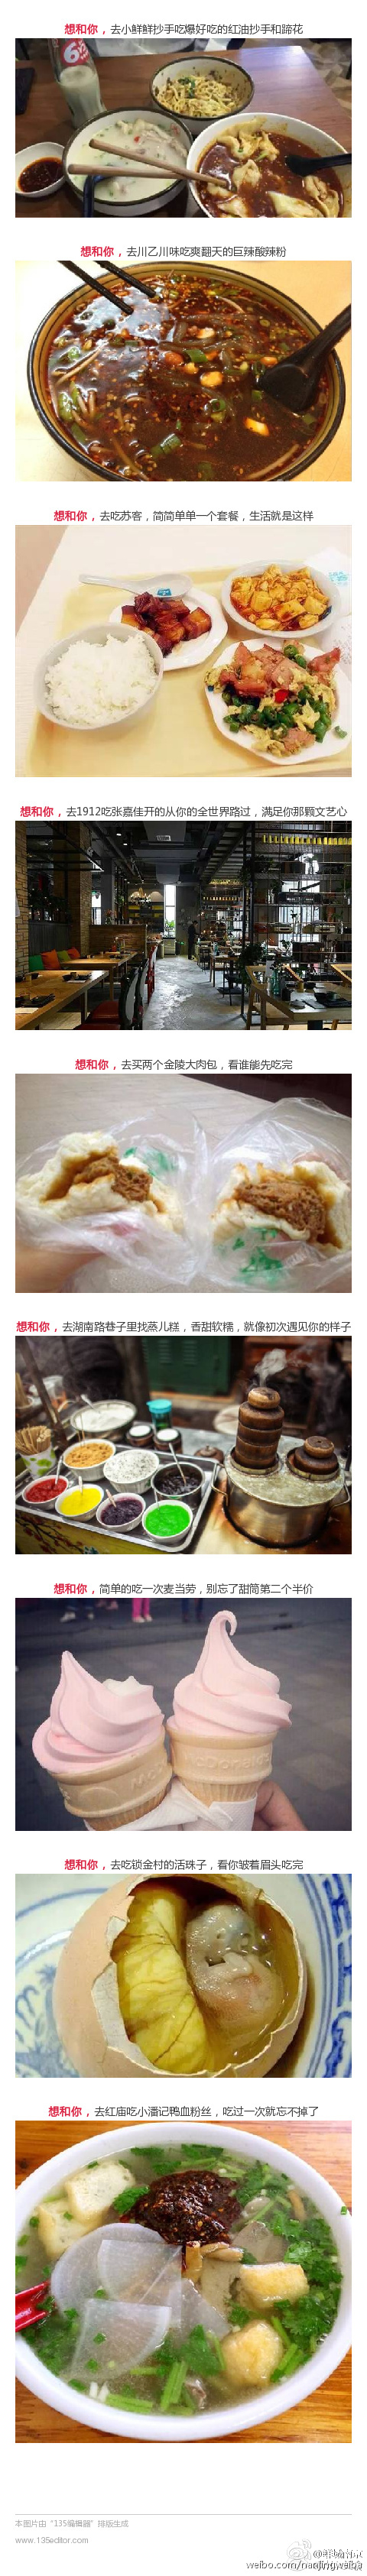 想和你，去小鲜鲜抄手吃爆好吃的红油抄手和蹄花
想和你，去川乙川味吃爽翻天的巨辣酸辣粉
想和你，去吃苏客，简简单单一个套餐，生活就是这样
想和你，去1912吃张嘉佳开的从你的全世界路过，满足你那颗文艺心
想和你，去买两个金陵大肉包，看谁能先吃完
想和你，去湖南路巷子里找蒸儿糕，香甜软糯，就像初次遇见你的样子
想和你，简单的吃一次麦当劳，别忘了甜筒第二个半价
McDonald's
想和你，去吃锁金村的活珠子，看你皱着眉头吃完
想和你，去红庙吃小潘记鸭血粉丝，吃过一次就忘不掉了
本图片由“135编辑器”排版生成
www.135editor.com
weibo.com/nanjingweibo